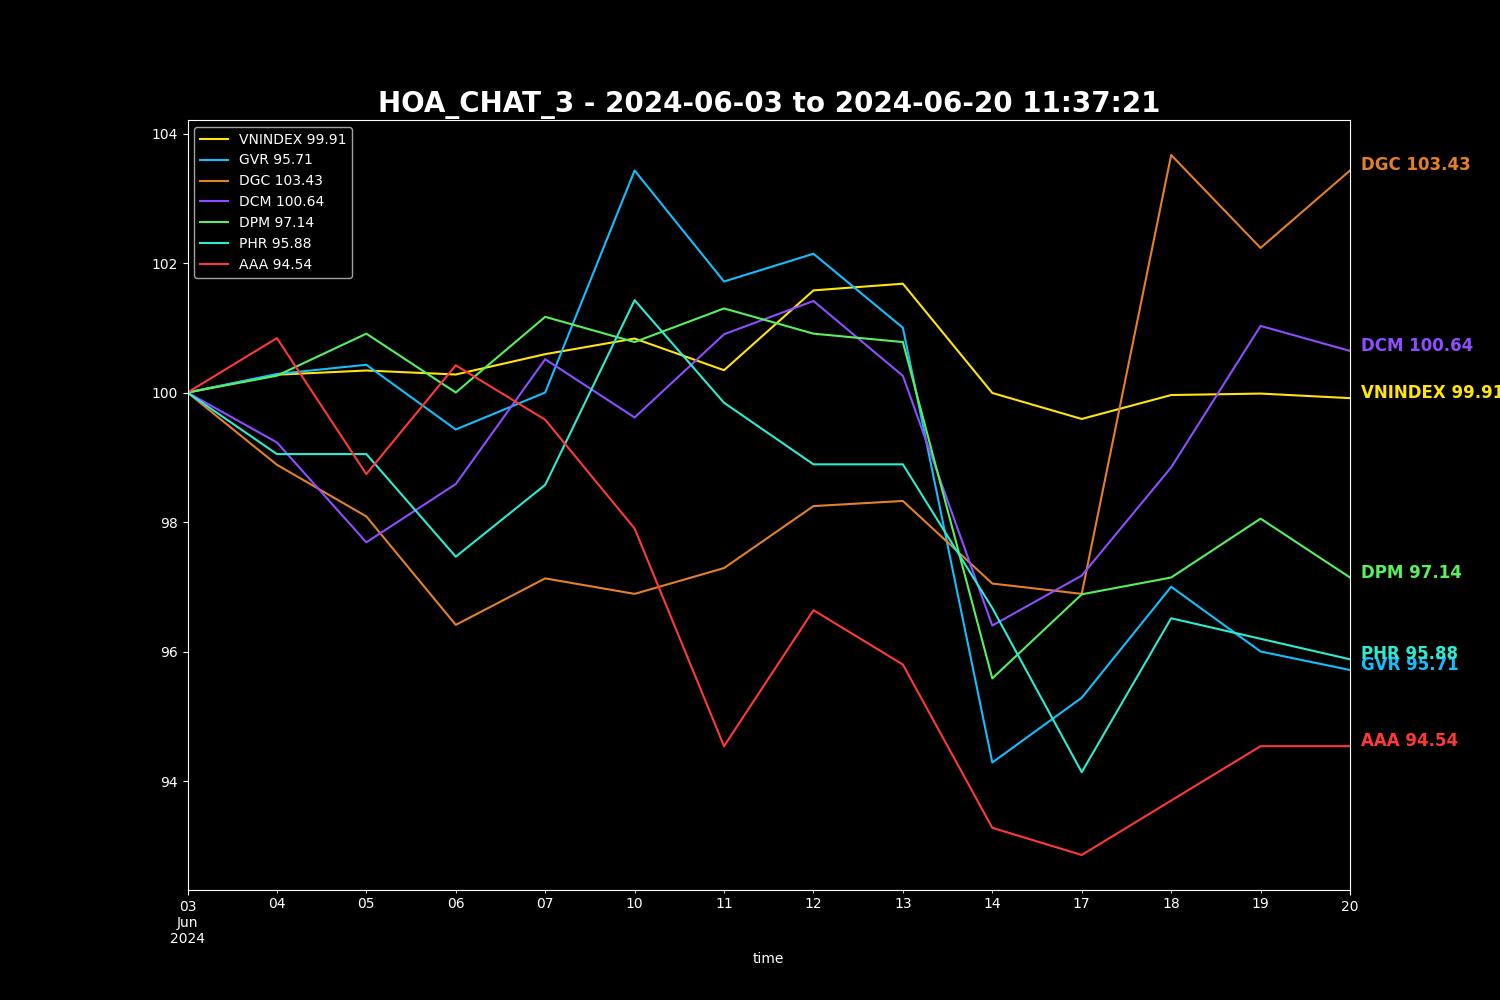 HOA_CHAT_3 - 2024-06-03 to 2024-06-20 11:37:21
VNINDEX 99.91
GVR 95.71
DGC 103.43
DCM 100.64
DPM 97.14
PHR 95.88
AAA 94.54
104
102
100
98
96
94
DGC 103.43
DCM 100.64
VNINDEX 99.91
DPM 97.14
PHR 95.88
GVR 95.71
AAA 94.54
03 04 05 06 07 10 11 12 13 14 17 18 19 20
Jun
2024
time